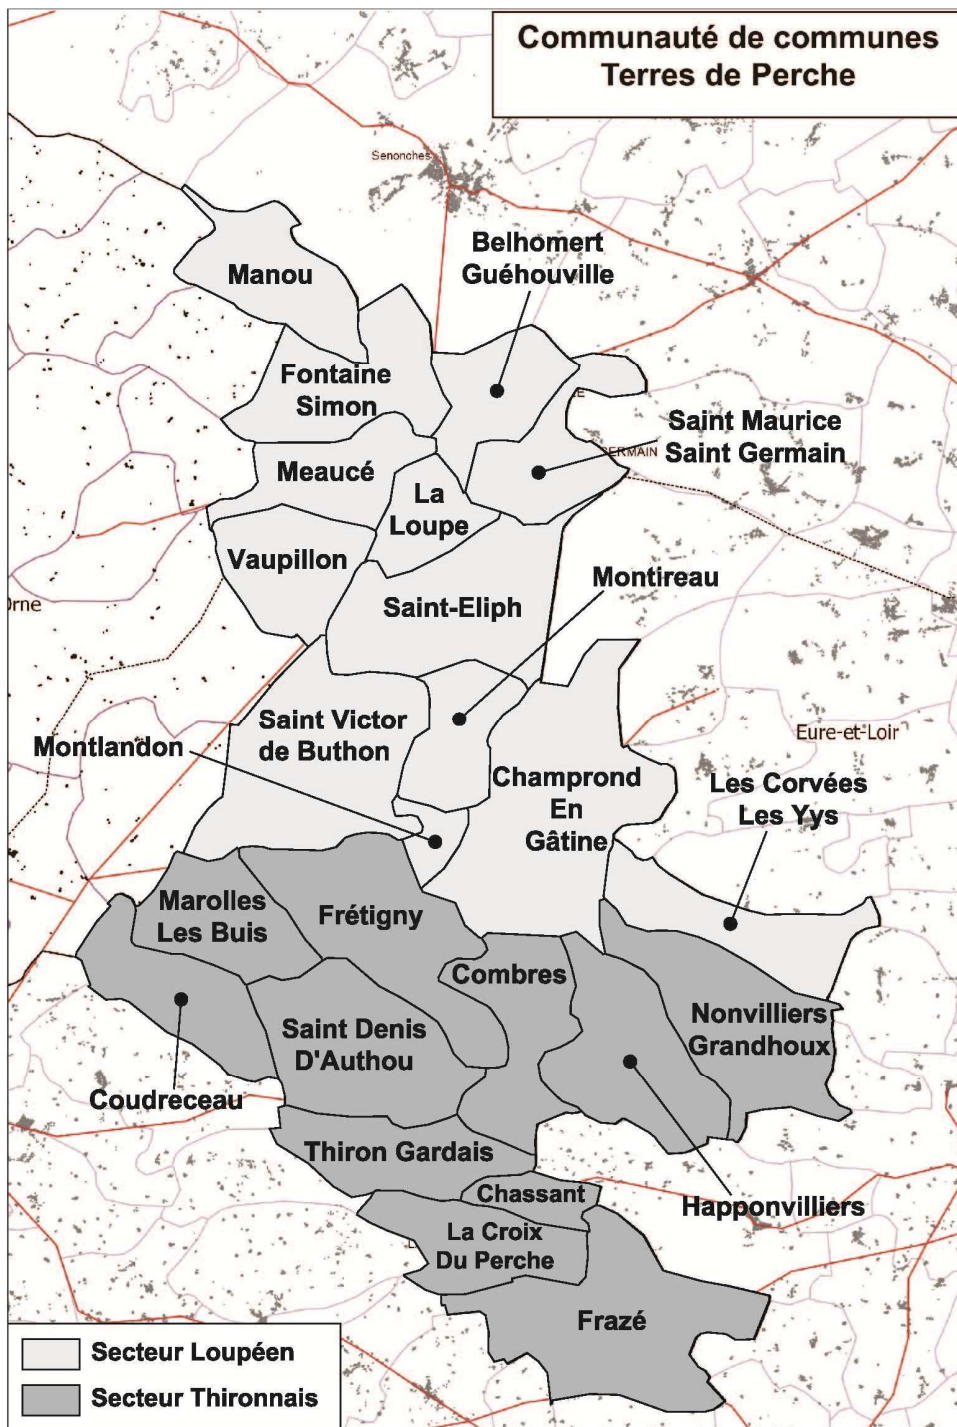 Communauté de communes
Terres de Perche
Senonches
Belhomert
Guéhouville
Manou
Fontaine
Simon
Saint Maurice
Saint Germain
GERMAIN
Meaucé
La
Loupe
Vaupillon
Montireau
Saint-Eliph
Orne
Saint Victor
de Buthon
Montlandon
Eure-et-Loir
Champrond
En
Gâtine
Les Corvées
Les Yys
Marolles
Les Buis
Frétigny
Combres
Nonvilliers
Grandhoux
Saint Denis
D'Authou
Coudreceau
Thiron Gardais
Chassant
Happonvilliers
La Croix
Du Perche
Frazé
Secteur Loupéen
Secteur Thironnais